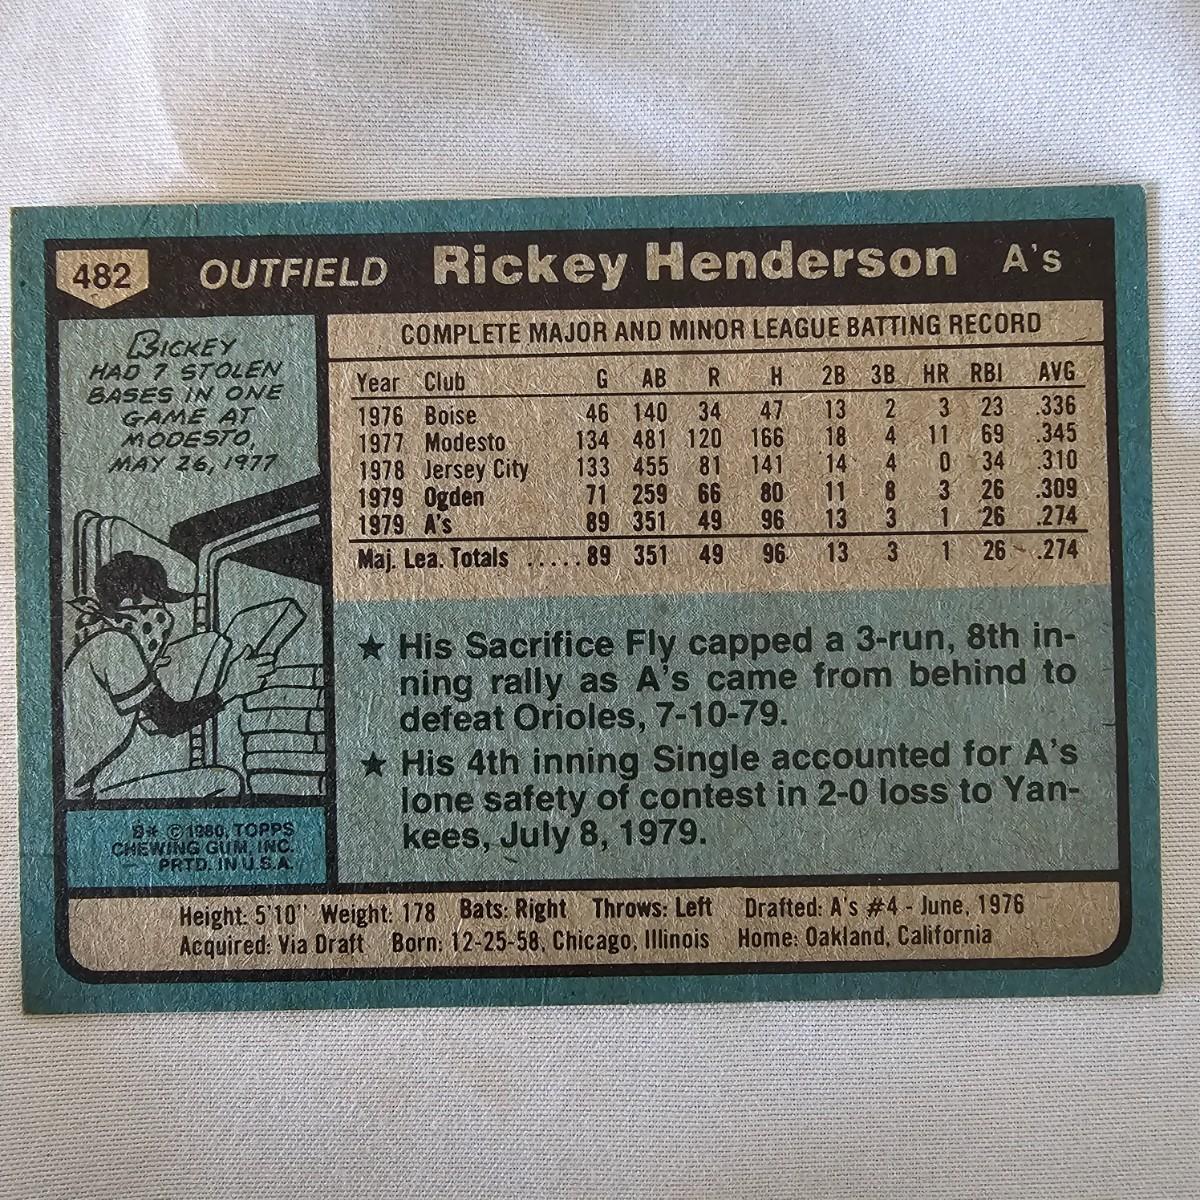 482 OUTFIELD Rickey Henderson A's
RICKEY
HAD 7 STOLEN
BASES IN ONE
GAME AT
MODESTO,
MAY 26, 1977
COMPLETE MAJOR AND MINOR LEAGUE BATTING RECORD
Year Club G AB R H 2B 3B HR RBI AVG
1976 Boise 46 140 34 47 13 2 3 23 .336
1977 Modesto 134 481 120 166 18 4 11 69 .345
1978 Jersey City 133 455 81 141 14 4 0 34 .310
1979 Ogden 71 259 66 80 11 8 3 26 .309
1979 A's 89 351 49 96 13 3 1 26 .274
Maj. Lea. Totals .....89 351 49 96 13 3 1 26 .274
★ His Sacrifice Fly capped a 3-run, 8th in-
ning rally as A's came from behind to
defeat Orioles, 7-10-79.
★ His 4th inning Single accounted for A's
lone safety of contest in 2-0 loss to Yan-
kees, July 8, 1979.
B* ©1980, TOPPS
CHEWING GUM, INC.
PRTD. IN U.S.A.
Height: 5'10" Weight: 178 Bats: Right Throws: Left Drafted: A's #4 - June, 1976
Acquired: Via Draft Born: 12-25-58, Chicago, Illinois Home: Oakland, California